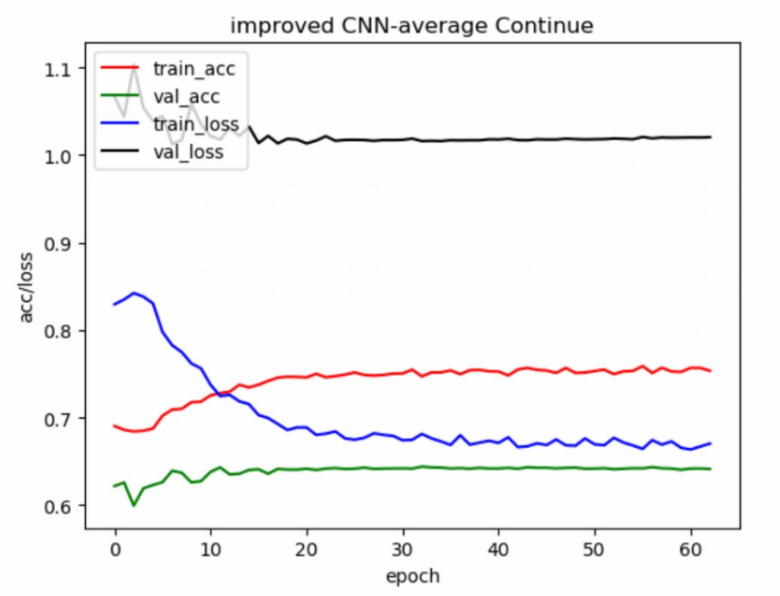 improved CNN-average Continue
1.1
1.0
0.9
0.8
0.7
0.6
acc/loss
train_acc
val_acc
train_loss
val_loss
0 10 20 30 40 50 60
epoch